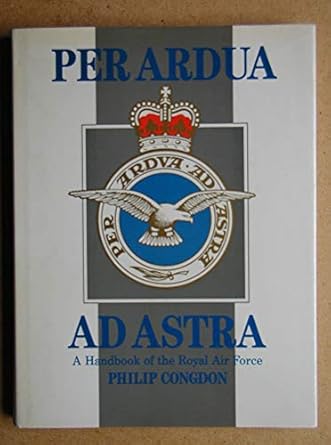 PER ARDUA
PER · ARDVA · AD · ASTRA
AD ASTRA
A Handbook of the Royal Air Force
PHILIP CONGDON